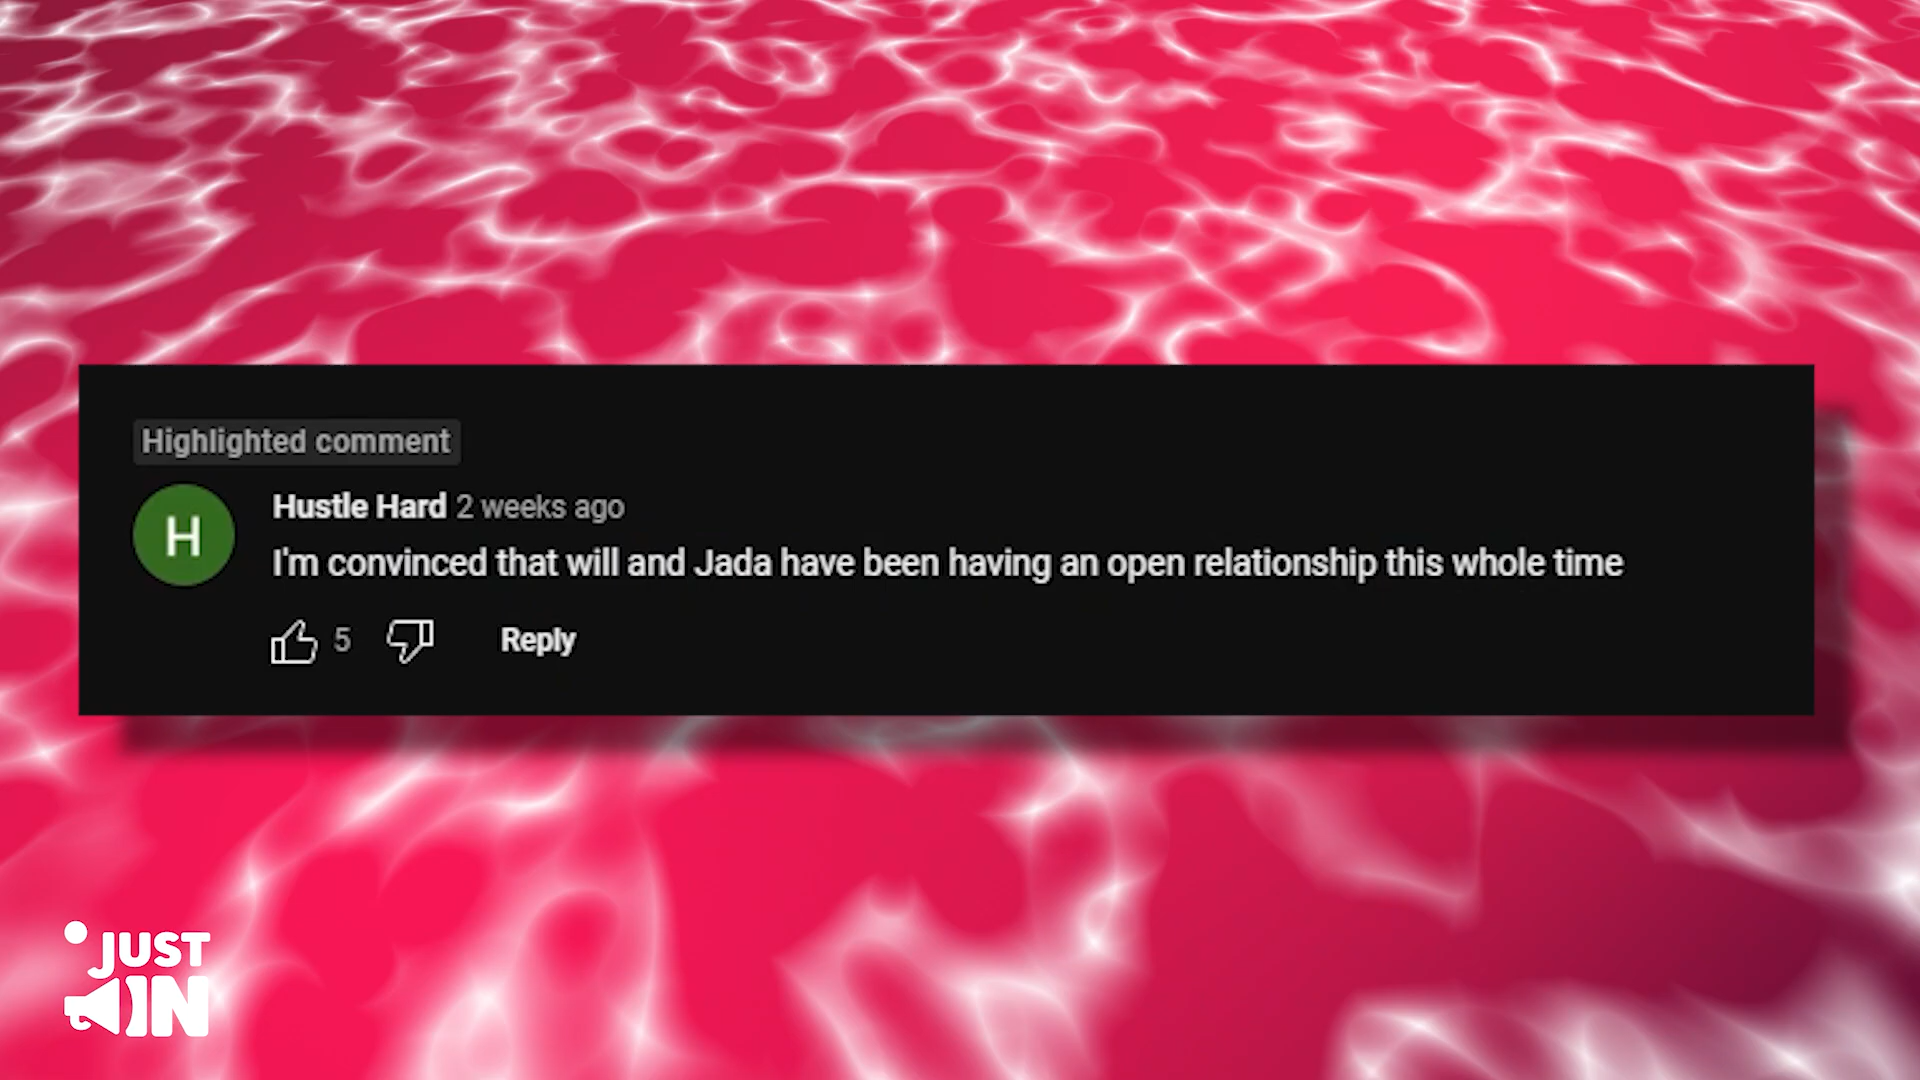 Highlighted comment
H
Hustle Hard 2 weeks ago
I'm convinced that will and Jada have been having an open relationship this whole time
5 Reply
JUST
IN